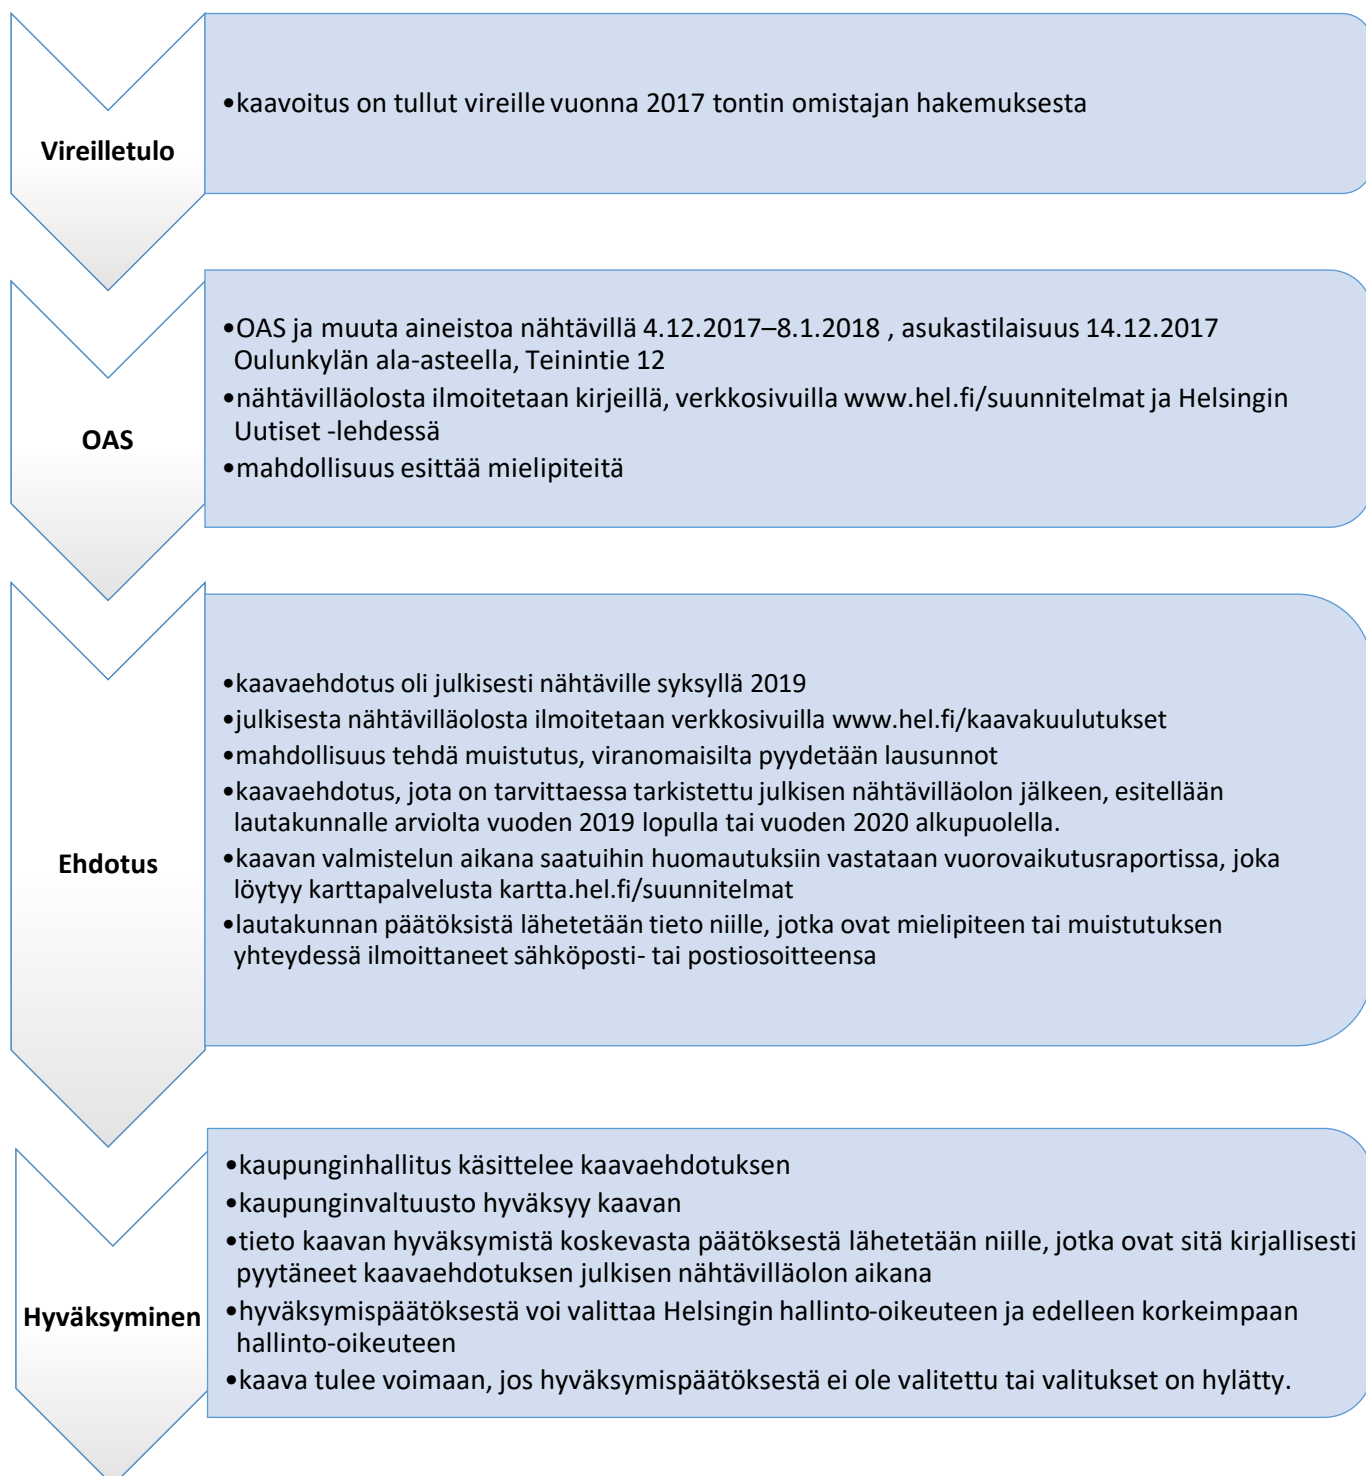 Vireilletulo
•kaavoitus on tullut vireille vuonna 2017 tontin omistajan hakemuksesta
OAS
•OAS ja muuta aineistoa nähtävillä 4.12.2017–8.1.2018 , asukastilaisuus 14.12.2017
Oulunkylän ala-asteella, Teinintie 12
•nähtävilläolosta ilmoitetaan kirjeillä, verkkosivuilla www.hel.fi/suunnitelmat ja Helsingin
Uutiset -lehdessä
•mahdollisuus esittää mielipiteitä
Ehdotus
•kaavaehdotus oli julkisesti nähtäville syksyllä 2019
•julkisesta nähtävilläolosta ilmoitetaan verkkosivuilla www.hel.fi/kaavakuulutukset
•mahdollisuus tehdä muistutus, viranomaisilta pyydetään lausunnot
•kaavaehdotus, jota on tarvittaessa tarkistettu julkisen nähtävilläolon jälkeen, esitellään
lautakunnalle arviolta vuoden 2019 lopulla tai vuoden 2020 alkupuolella.
•kaavan valmistelun aikana saatuihin huomautuksiin vastataan vuorovaikutusraportissa, joka
löytyy karttapalvelusta kartta.hel.fi/suunnitelmat
•lautakunnan päätöksistä lähetetään tieto niille, jotka ovat mielipiteen tai muistutuksen
yhteydessä ilmoittaneet sähköposti- tai postiosoitteensa
Hyväksyminen
•kaupunginhallitus käsittelee kaavaehdotuksen
•kaupunginvaltuusto hyväksyy kaavan
•tieto kaavan hyväksymistä koskevasta päätöksestä lähetetään niille, jotka ovat sitä kirjallisesti
pyytäneet kaavaehdotuksen julkisen nähtävilläolon aikana
•hyväksymispäätöksestä voi valittaa Helsingin hallinto-oikeuteen ja edelleen korkeimpaan
hallinto-oikeuteen
•kaava tulee voimaan, jos hyväksymispäätöksestä ei ole valitettu tai valitukset on hylätty.